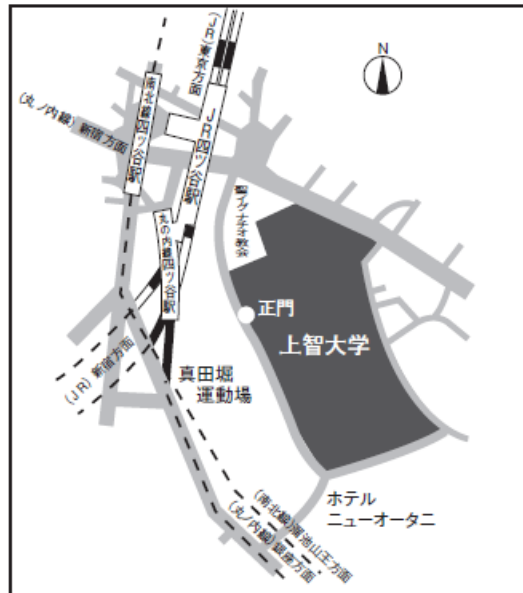 (JR)東京方面
N
南北線四ツ谷駅
JR四ツ谷駅
(丸ノ内線)新宿方面
聖イグナチオ教会
丸の内線四ツ谷駅
正門
上智大学
(JR)新宿方面
真田堀
運動場
ホテル
ニューオータニ
(南北線)溜池山王方面
(丸ノ内線)銀座方面